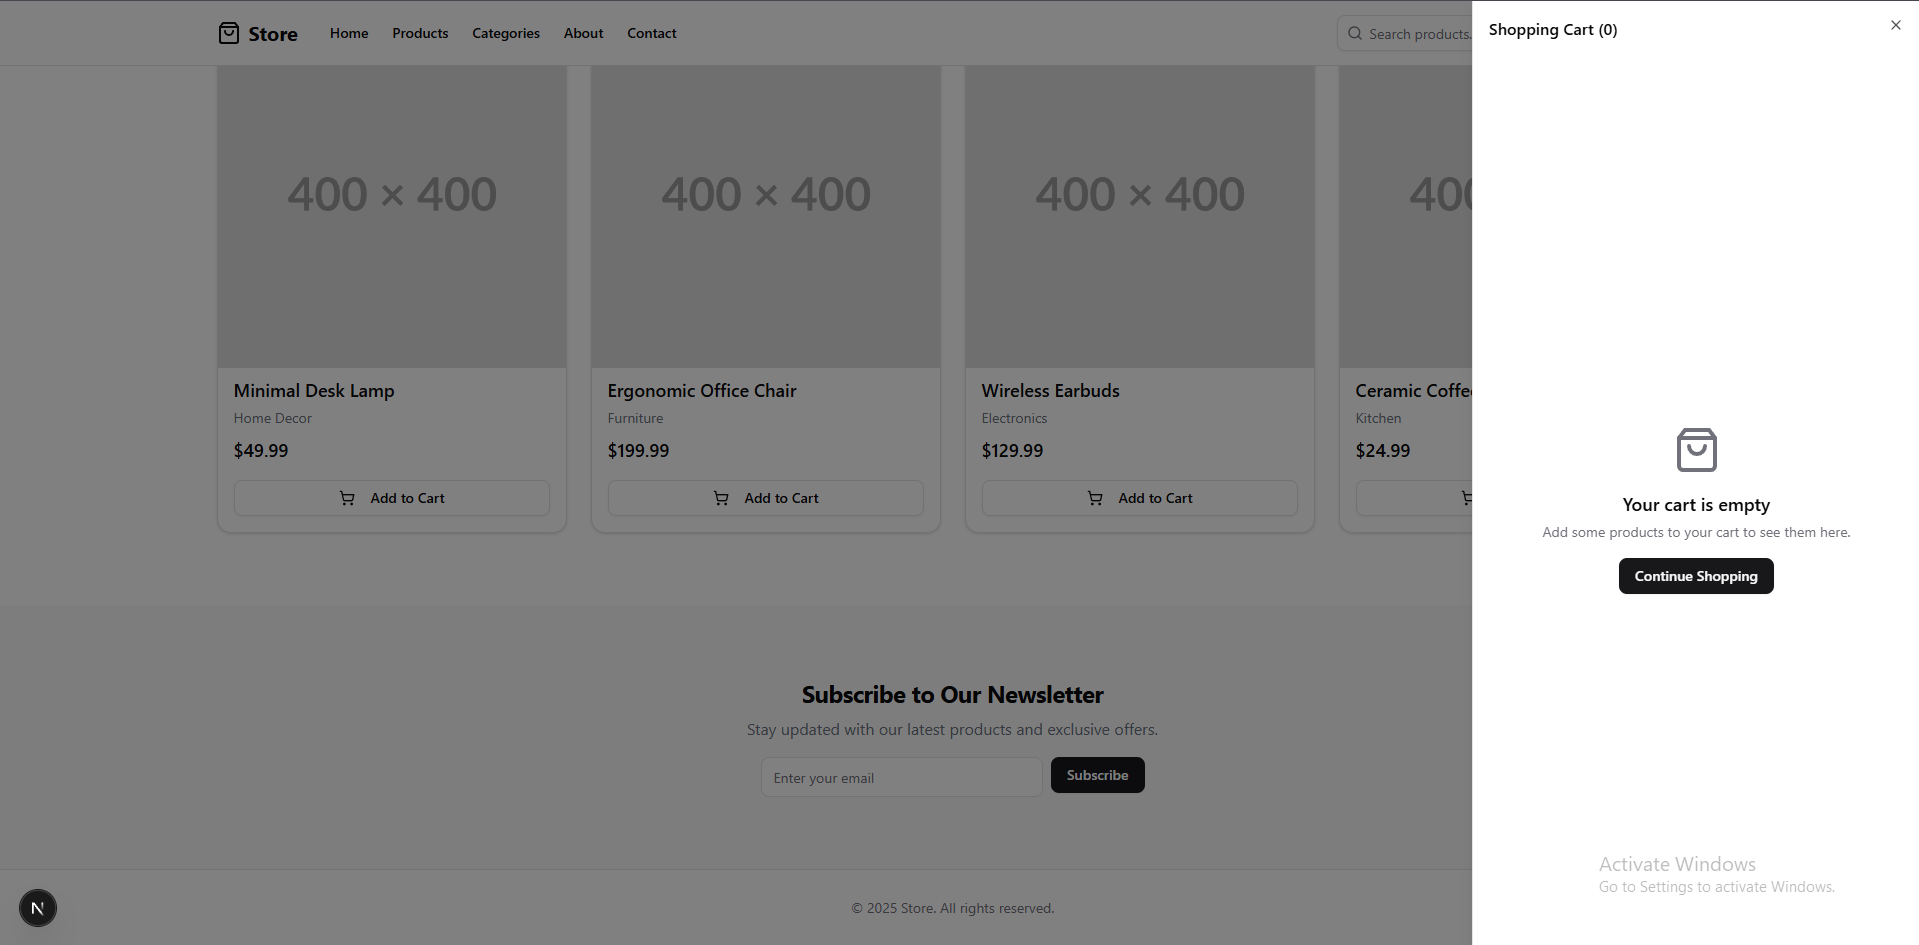 Store
Home
Products
Categories
About
Contact
Search products.
400 × 400
400 × 400
400 × 400
Minimal Desk Lamp
Home Decor
$49.99
Add to Cart
Ergonomic Office Chair
Furniture
$199.99
Add to Cart
Wireless Earbuds
Electronics
$129.99
Add to Cart
Ceramic
Kitchen
$24.99
Subscribe to Our Newsletter
Stay updated with our latest products and exclusive offers.
Enter your email
Subscribe
© 2025 Store. All rights reserved.
N
Shopping Cart (0)
Your cart is empty
Add some products to your cart to see them here.
Continue Shopping
Activate Windows
Go to Settings to activate Windows.